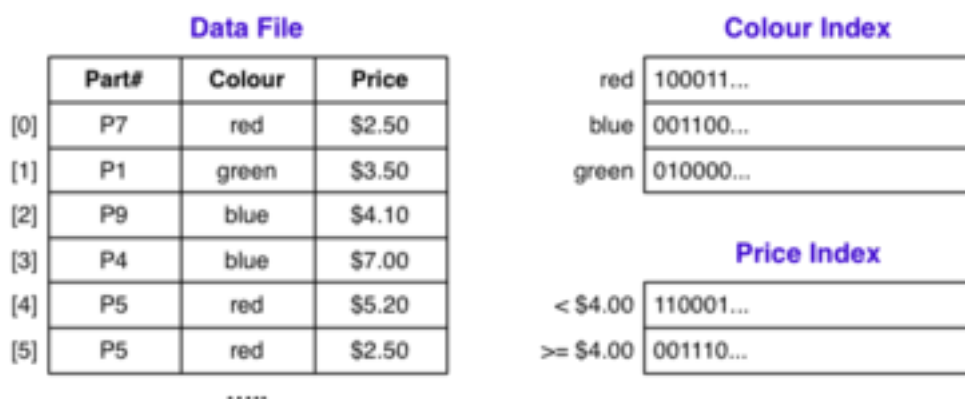 Data File
Part# Colour Price
[0] P7 red $2.50
[1] P1 green $3.50
[2] P9 blue $4.10
[3] P4 blue $7.00
[4] P5 red $5.20
[5] P5 red $2.50
......
Colour Index
red 100011...
blue 001100...
green 010000...
Price Index
< $4.00 110001...
>= $4.00 001110...